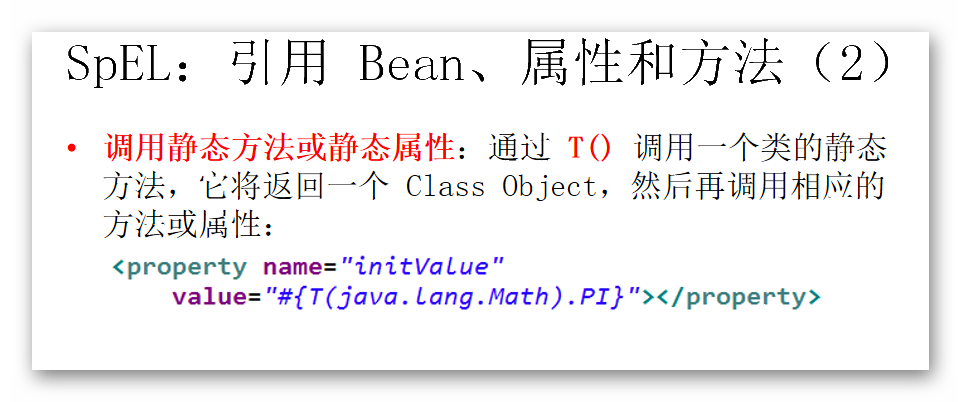 SpEL：引用 Bean、属性和方法（2）
• 调用静态方法或静态属性：通过 T() 调用一个类的静态
方法，它将返回一个 Class Object，然后再调用相应的
方法或属性：
<property name="initValue"
value="#{T(java.lang.Math).PI}"></property>